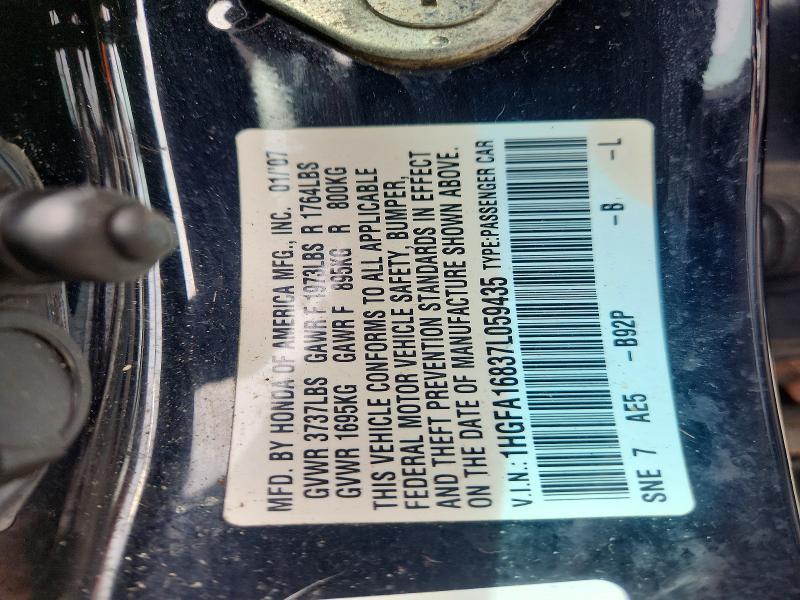 MFD. BY HONDA OF AMERICA MFG., INC. 01/'07
GVWR 3737LBS GAWR F 1973LBS R 1764LBS
GVWR 1695KG GAWR F 895KG R 800KG
THIS VEHICLE CONFORMS TO ALL APPLICABLE
FEDERAL MOTOR VEHICLE SAFETY, BUMPER,
AND THEFT PREVENTION STANDARDS IN EFFECT
ON THE DATE OF MANUFACTURE SHOWN ABOVE.
V.I.N.: 1HGFA16837L059435 TYPE:PASSENGER CAR
SNE 7 AE5 -B92P -B -L